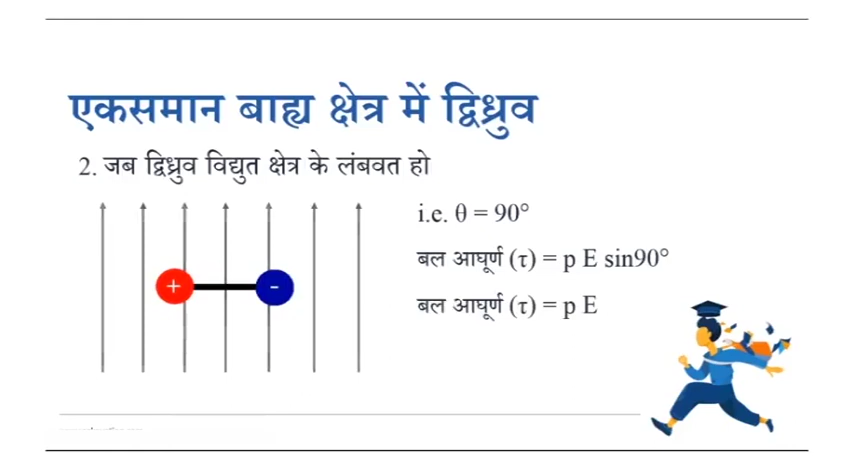 एकसमान बाह्य क्षेत्र में द्विध्रुव
2. जब द्विध्रुव विद्युत क्षेत्र के लंबवत हो
i.e. θ = 90°
बल आघूर्ण (τ) = p E sin90°
+
-
बल आघूर्ण (τ) = p E